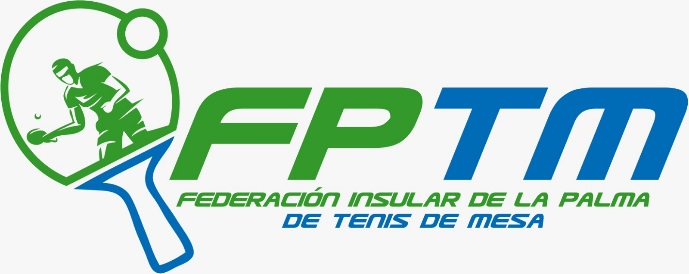 FPTM
FEDERACIÓN INSULAR DE LA PALMA
DE TENIS DE MESA